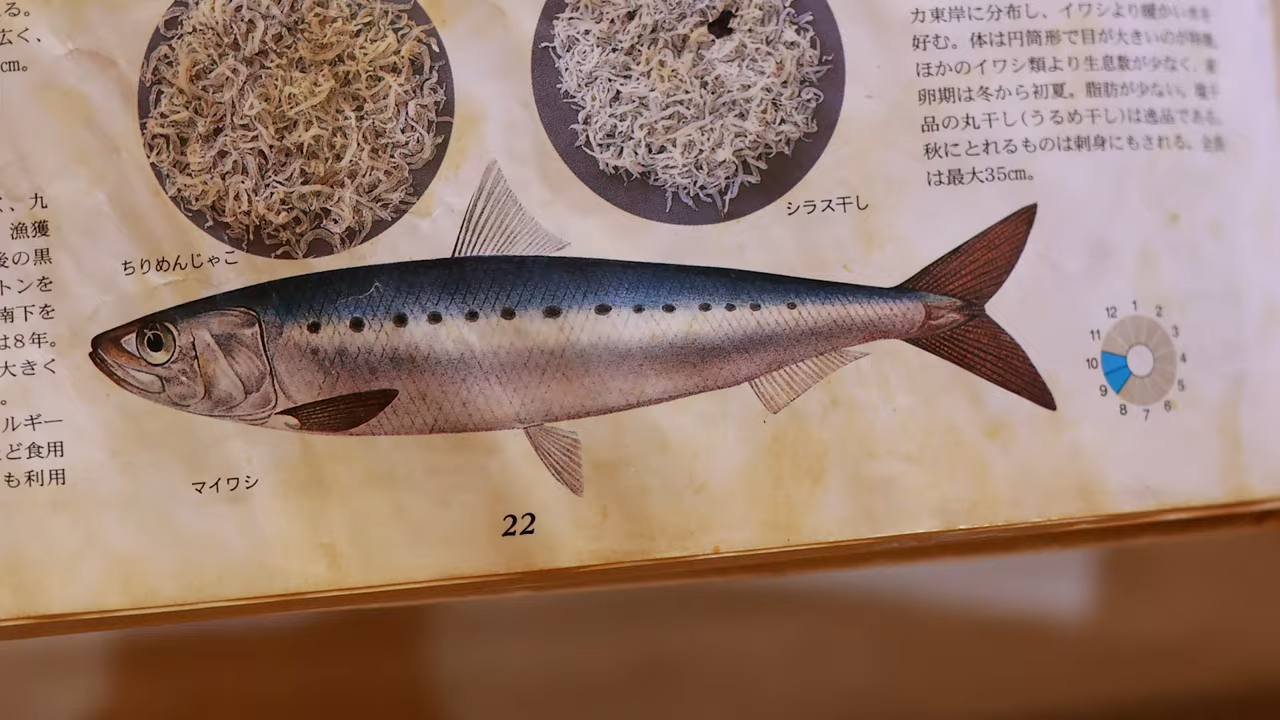 る。
広く、
cm。
、九
漁獲
後の黒
トンを
南下を
は8年。
大きく
。
ルギー
ど食用
も利用
ちりめんじゃこ
シラス干し
カ東岸に分布し、イワシより暖かい
好む。体は円筒形で目が大きいのが特徴。
ほかのイワシ類より生息数が少なく、
卵期は冬から初夏。脂肪が少ない。
品の丸干し(うるめ干し)は逸品である。
秋にとれるものは刺身にもされる。
は最大35cm。
マイワシ
12 1 2 3 4 5 6 7 8 9 10 11
22